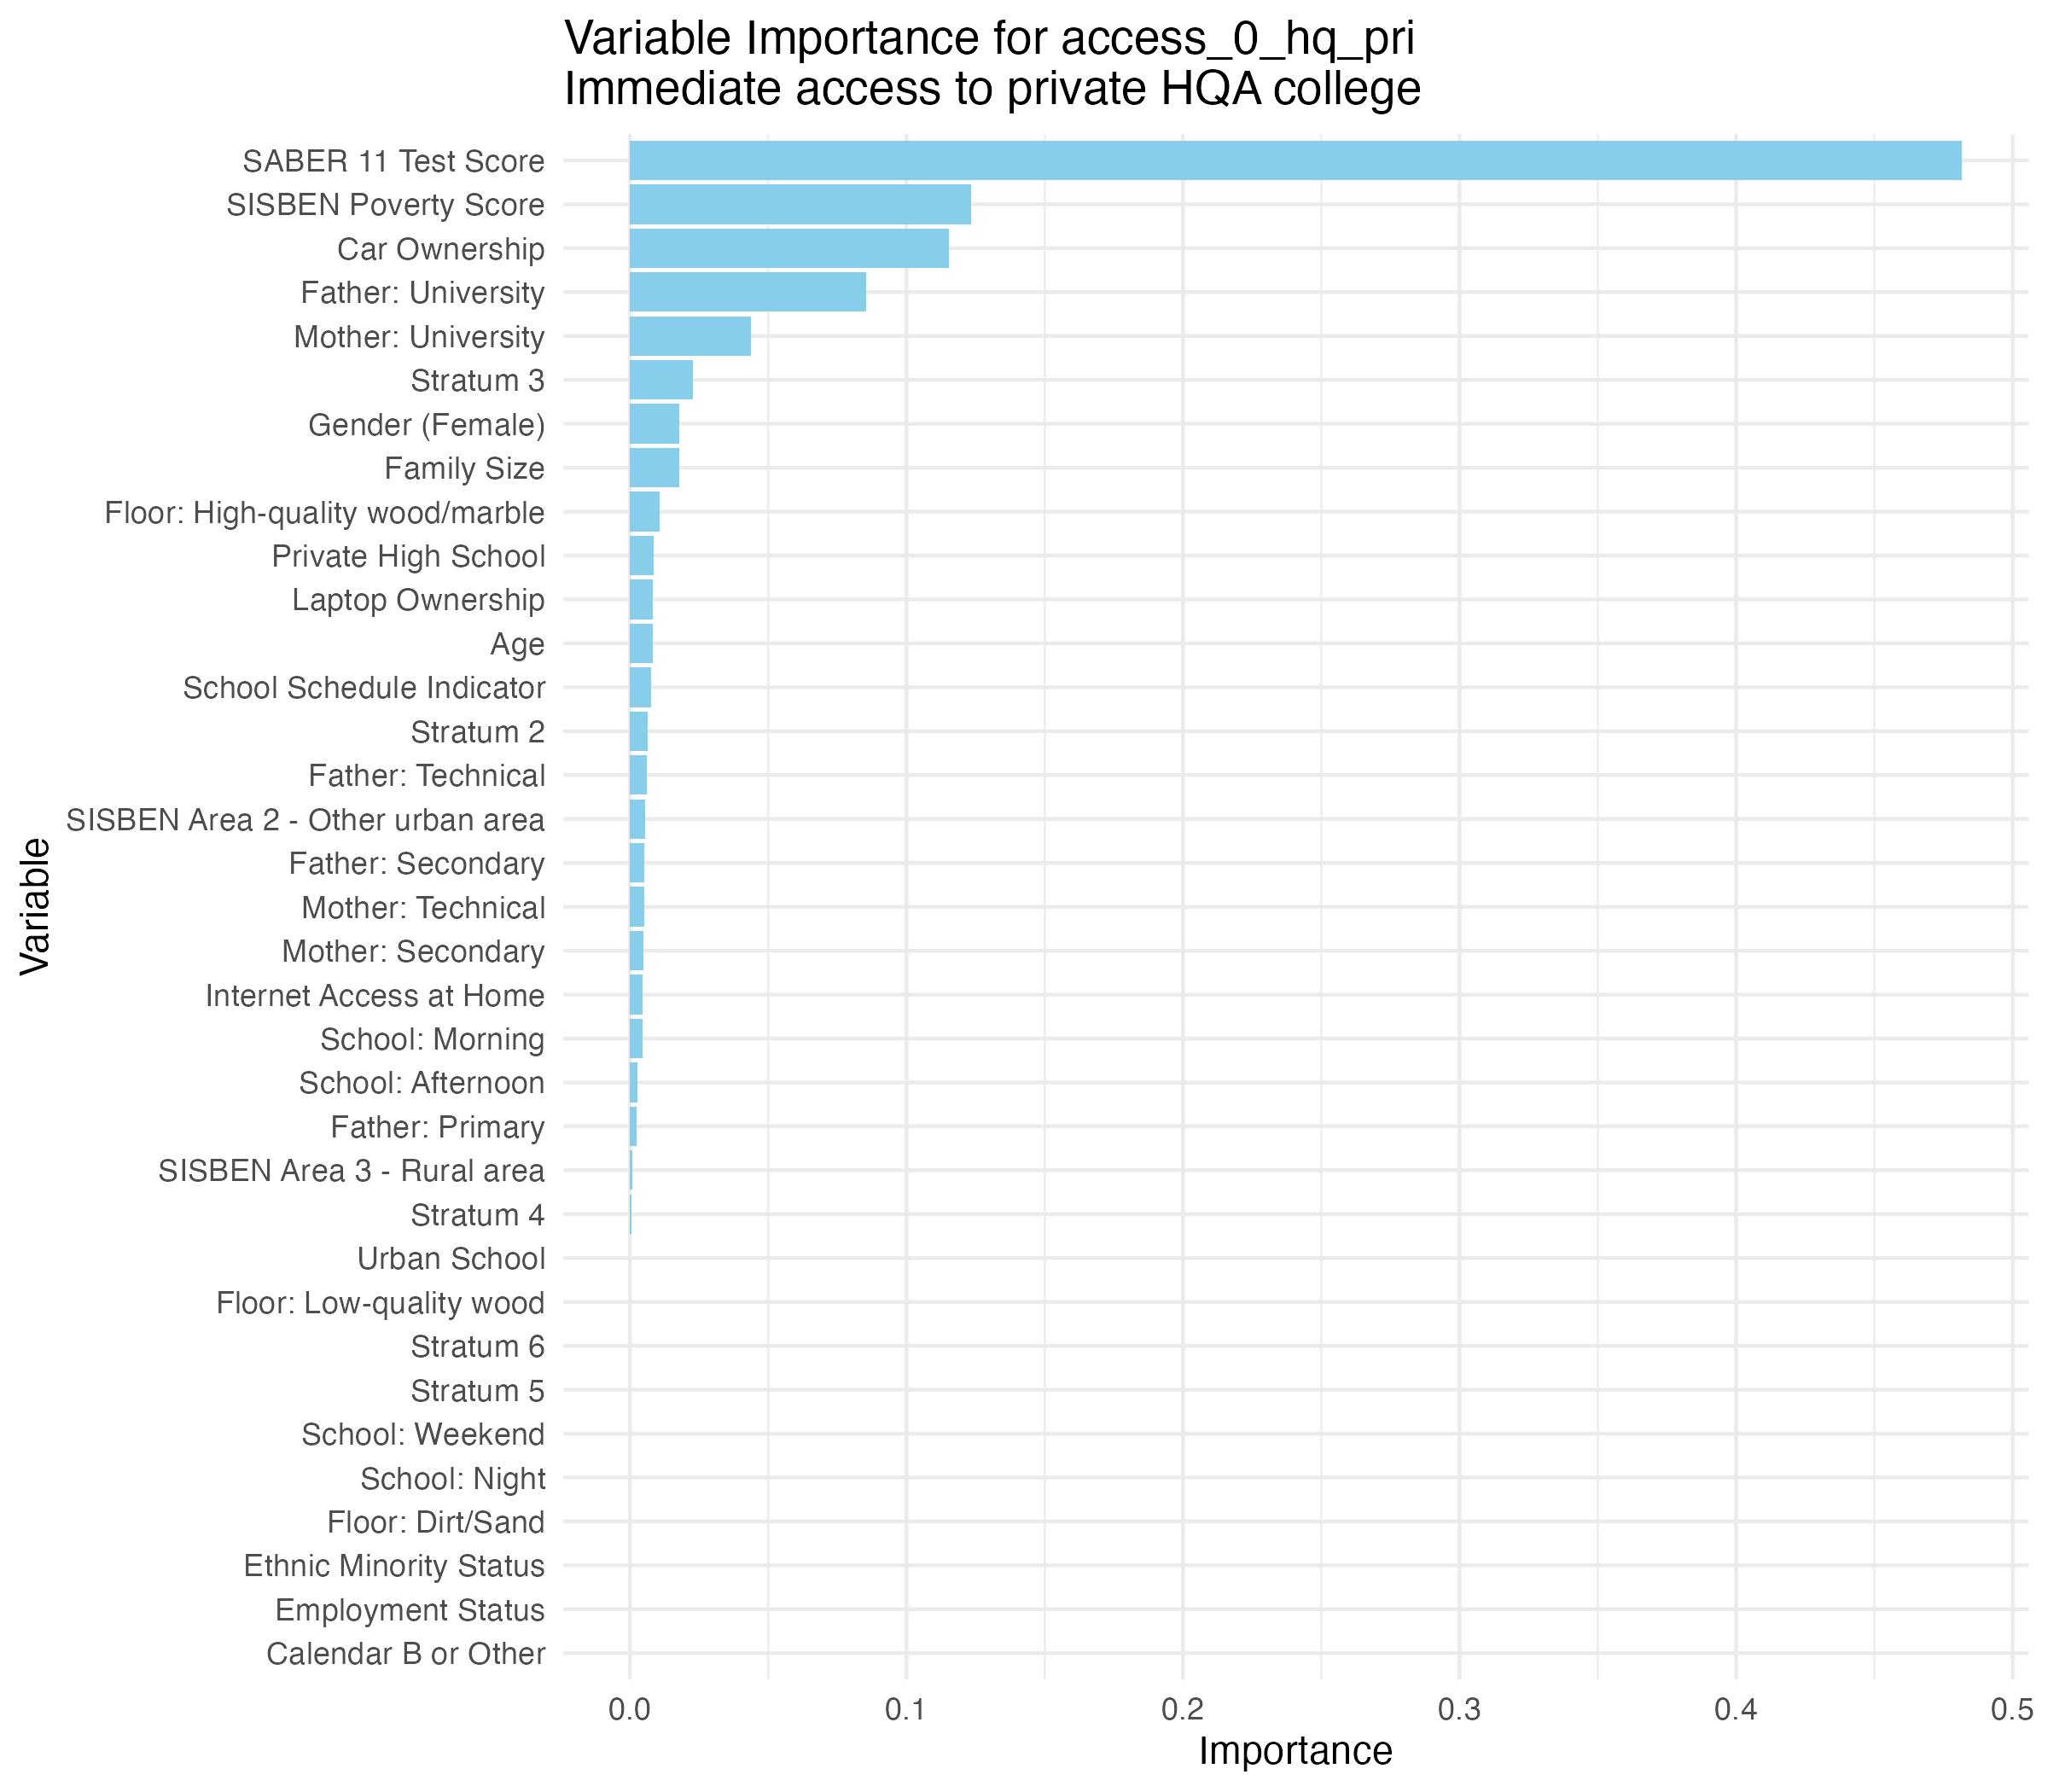 Variable Importance for access_0_hq_pri
Immediate access to private HQA college
Variable
SABER 11 Test Score
SISBEN Poverty Score
Car Ownership
Father: University
Mother: University
Stratum 3
Gender (Female)
Family Size
Floor: High-quality wood/marble
Private High School
Laptop Ownership
Age
School Schedule Indicator
Stratum 2
Father: Technical
SISBEN Area 2 - Other urban area
Father: Secondary
Mother: Technical
Mother: Secondary
Internet Access at Home
School: Morning
School: Afternoon
Father: Primary
SISBEN Area 3 - Rural area
Stratum 4
Urban School
Floor: Low-quality wood
Stratum 6
Stratum 5
School: Weekend
School: Night
Floor: Dirt/Sand
Ethnic Minority Status
Employment Status
Calendar B or Other
0.0 0.1 0.2 0.3 0.4 0.5
Importance